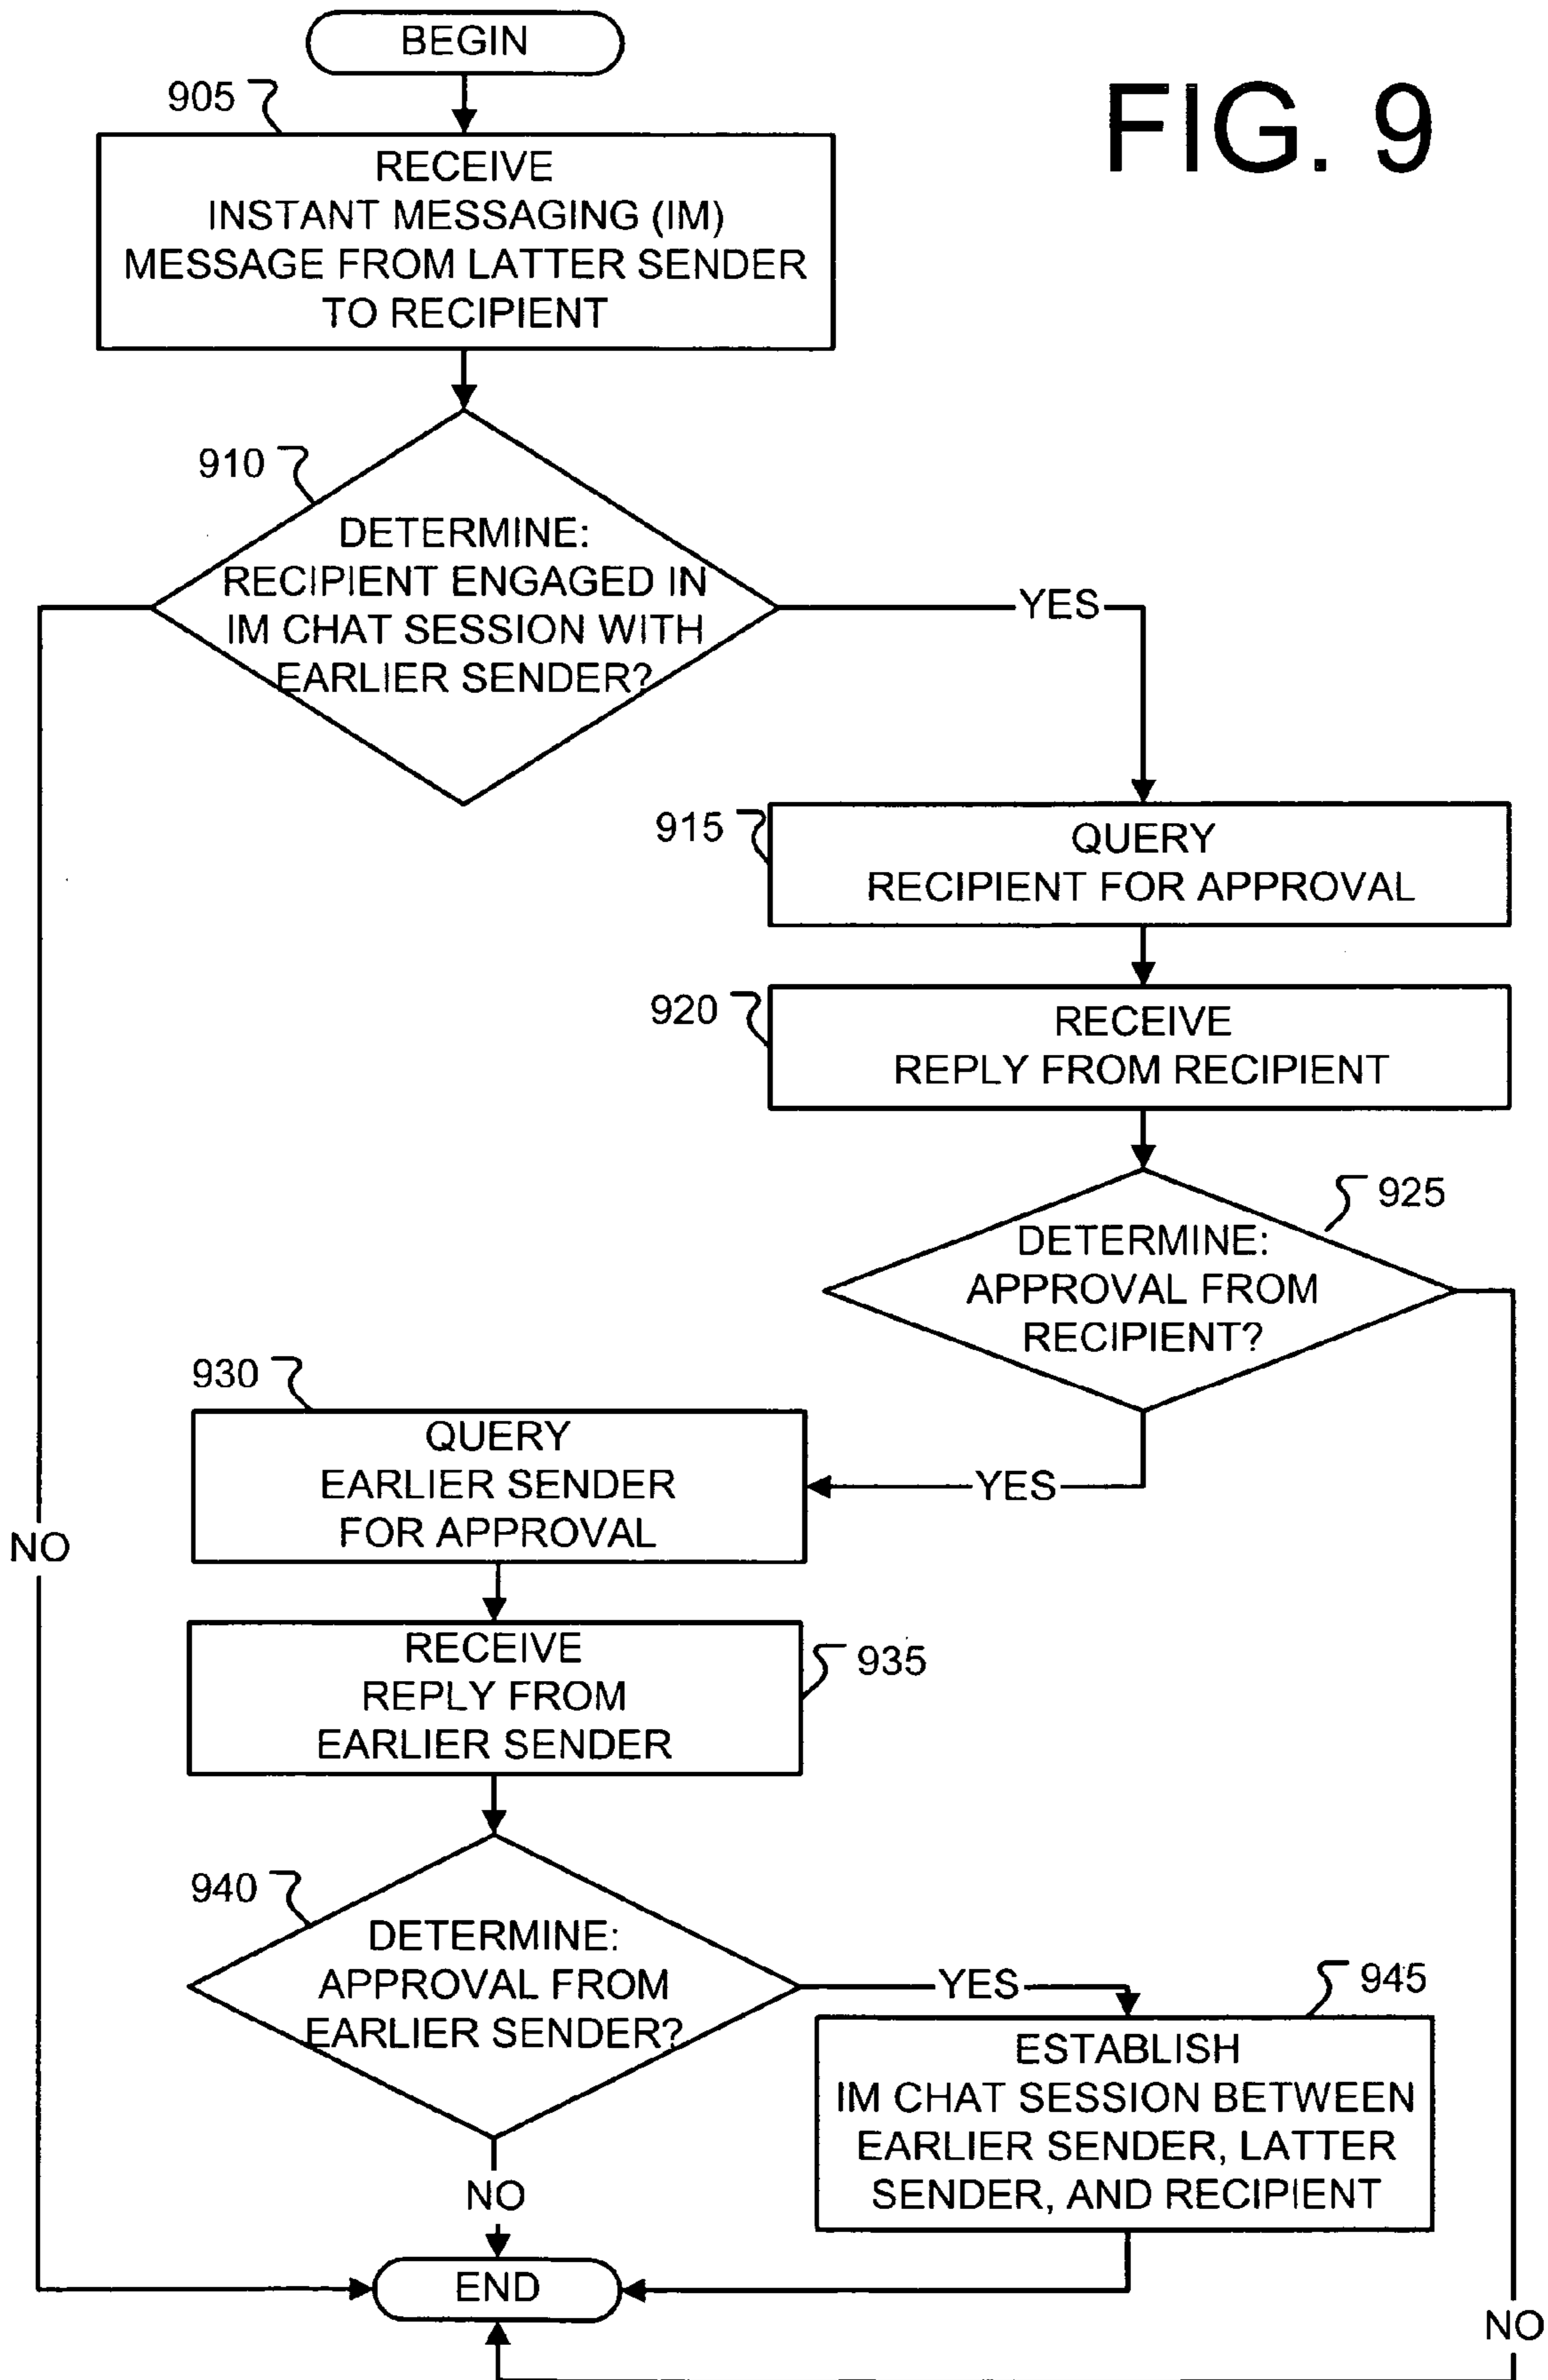 BEGIN
FIG. 9
905
RECEIVE
INSTANT MESSAGING (IM)
MESSAGE FROM LATTER SENDER
TO RECIPIENT
910
DETERMINE:
RECIPIENT ENGAGED IN
IM CHAT SESSION WITH
EARLIER SENDER?
YES
915
QUERY
RECIPIENT FOR APPROVAL
920
RECEIVE
REPLY FROM RECIPIENT
925
DETERMINE:
APPROVAL FROM
RECIPIENT?
930
QUERY
EARLIER SENDER
FOR APPROVAL
YES
NO
RECEIVE
REPLY FROM
EARLIER SENDER
935
940
DETERMINE:
APPROVAL FROM
EARLIER SENDER?
YES
945
ESTABLISH
IM CHAT SESSION BETWEEN
EARLIER SENDER, LATTER
SENDER, AND RECIPIENT
NO
END
NO